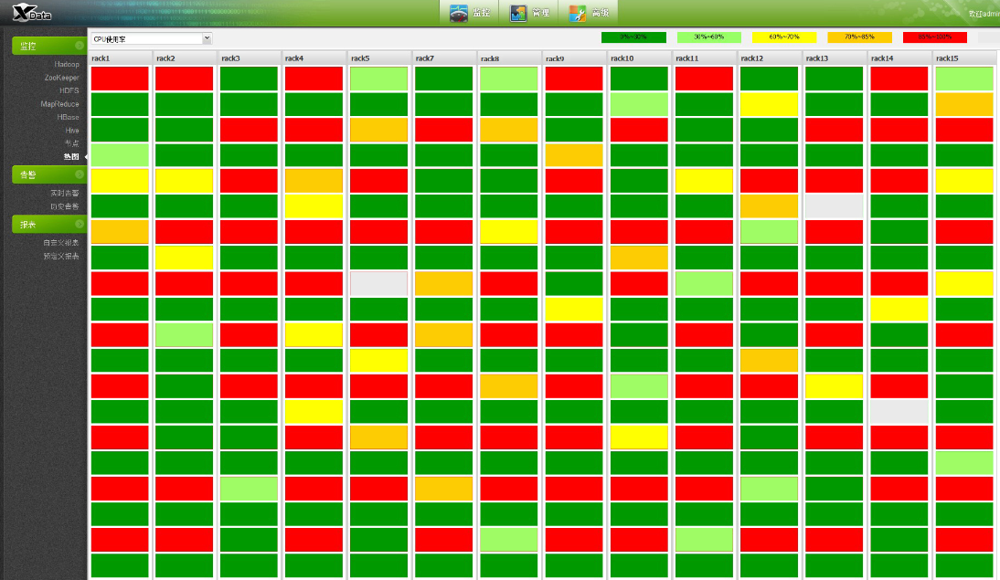 XData
监控
管理
高级
欢迎admin
监控
Hadoop
ZooKeeper
HDFS
MapReduce
HBase
Hive
节点
热图
告警
实时告警
历史告警
报表
自定义报表
预定义报表
CPU使用率
0%~30%
30%~60%
60%~70%
70%~85%
85%~100%
rack1
rack2
rack3
rack4
rack5
rack7
rack8
rack9
rack10
rack11
rack12
rack13
rack14
rack15